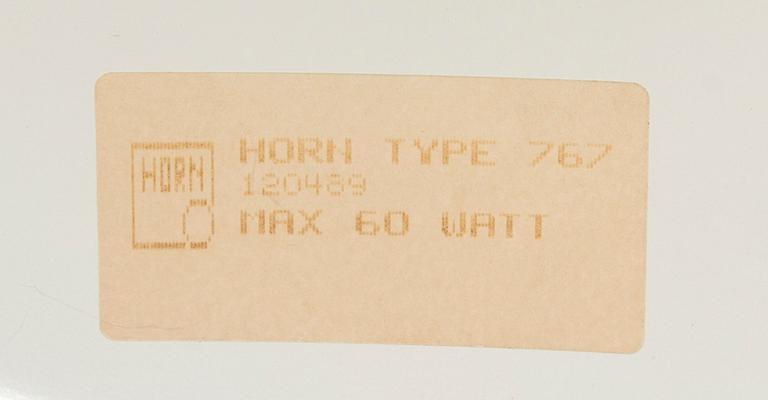 HORN
HORN TYPE 767
120489
MAX 60 WATT